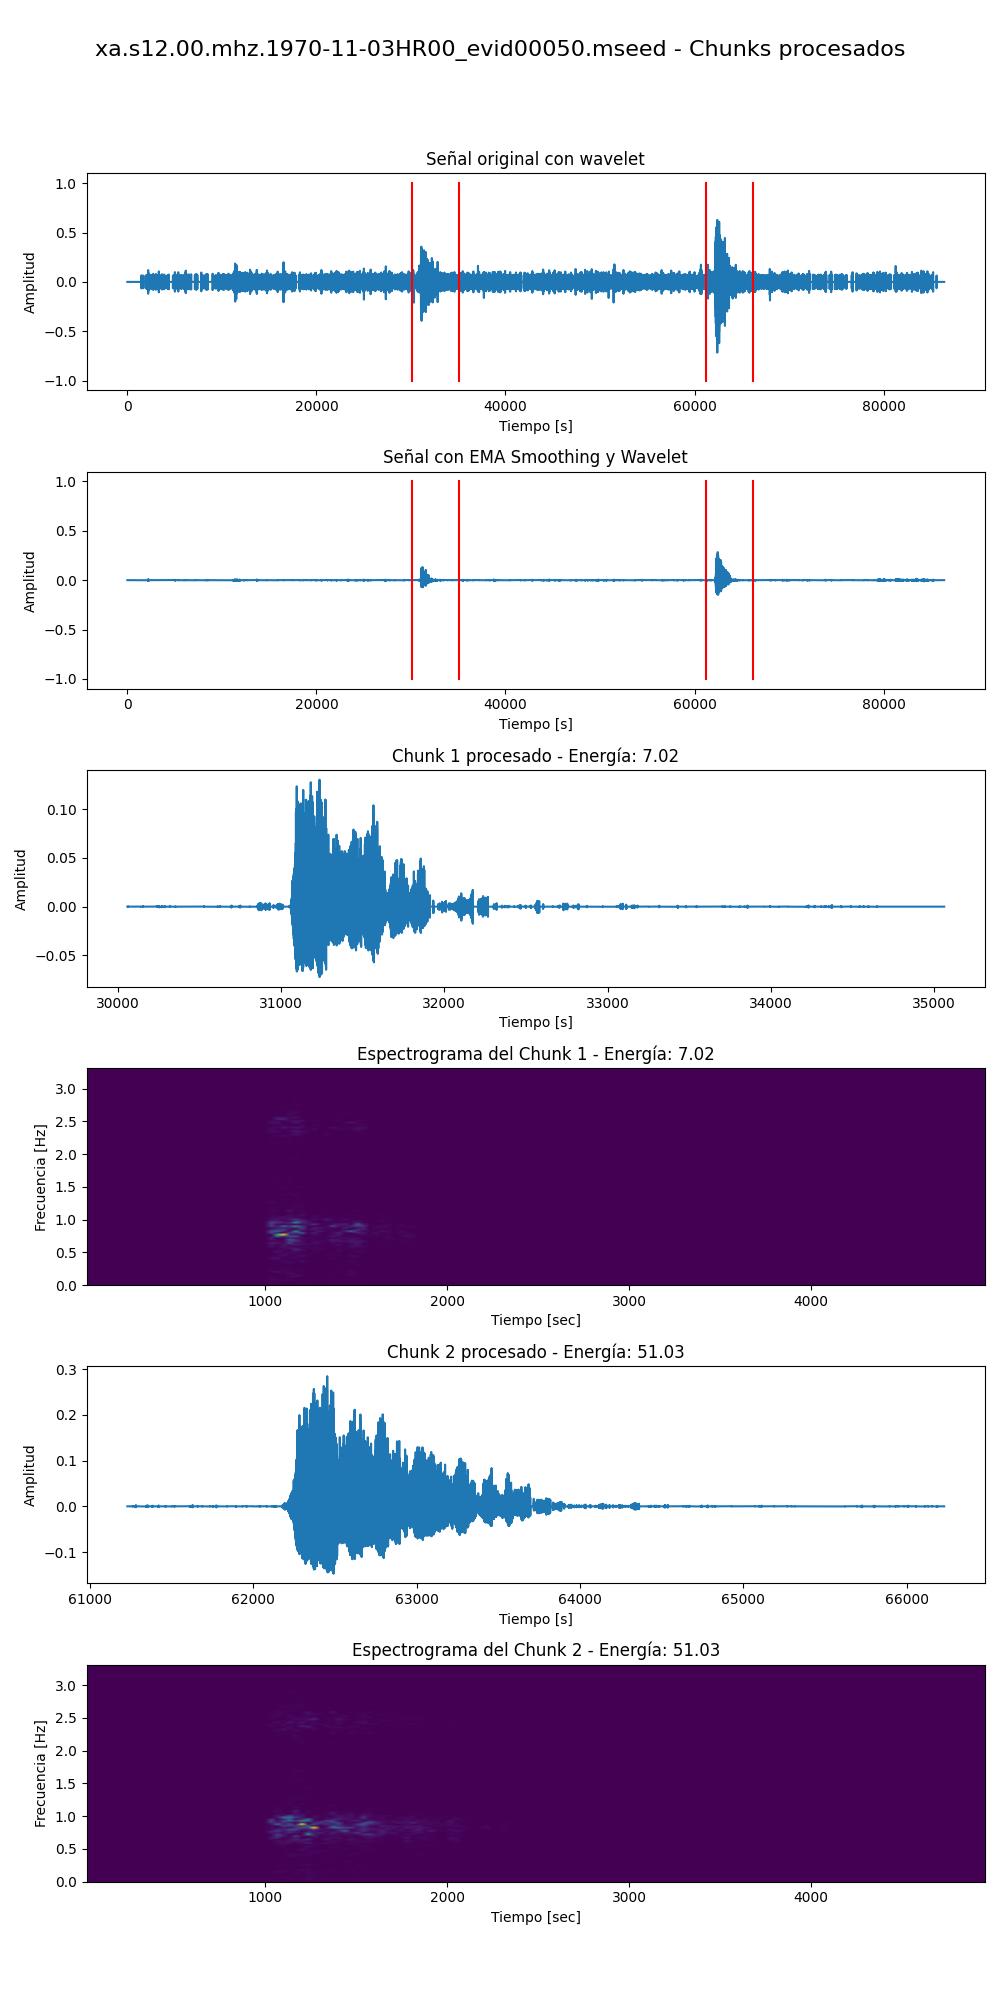 xa.s12.00.mhz.1970-11-03HR00_evid00050.mseed - Chunks procesados
Señal original con wavelet
Amplitud
1.0
0.5
0.0
−0.5
−1.0
0 20000 40000 60000 80000
Tiempo [s]
Señal con EMA Smoothing y Wavelet
Amplitud
1.0
0.5
0.0
−0.5
−1.0
0 20000 40000 60000 80000
Tiempo [s]
Chunk 1 procesado - Energía: 7.02
Amplitud
0.10
0.05
0.00
−0.05
30000 31000 32000 33000 34000 35000
Tiempo [s]
Espectrograma del Chunk 1 - Energía: 7.02
Frecuencia [Hz]
3.0
2.5
2.0
1.5
1.0
0.5
0.0
1000 2000 3000 4000
Tiempo [sec]
Chunk 2 procesado - Energía: 51.03
Amplitud
0.3
0.2
0.1
0.0
−0.1
61000 62000 63000 64000 65000 66000
Tiempo [s]
Espectrograma del Chunk 2 - Energía: 51.03
Frecuencia [Hz]
3.0
2.5
2.0
1.5
1.0
0.5
0.0
1000 2000 3000 4000
Tiempo [sec]